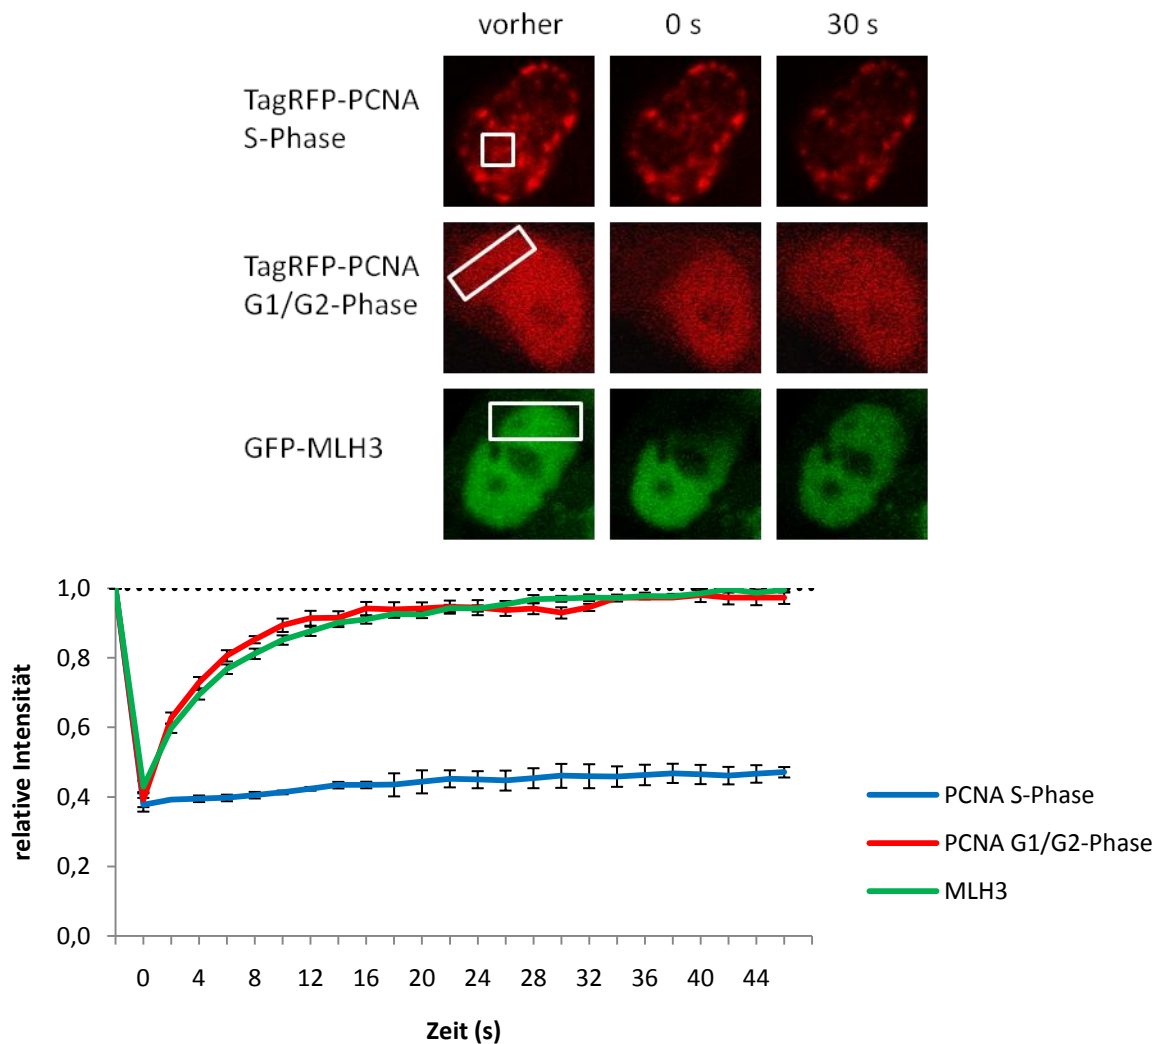 vorher 0 s 30 s
TagRFP-PCNA
S-Phase
TagRFP-PCNA
G1/G2-Phase
GFP-MLH3
1,0
0,8
0,6
0,4
0,2
0,0
relative Intensität
0 4 8 12 16 20 24 28 32 36 40 44
Zeit (s)
PCNA S-Phase
PCNA G1/G2-Phase
MLH3